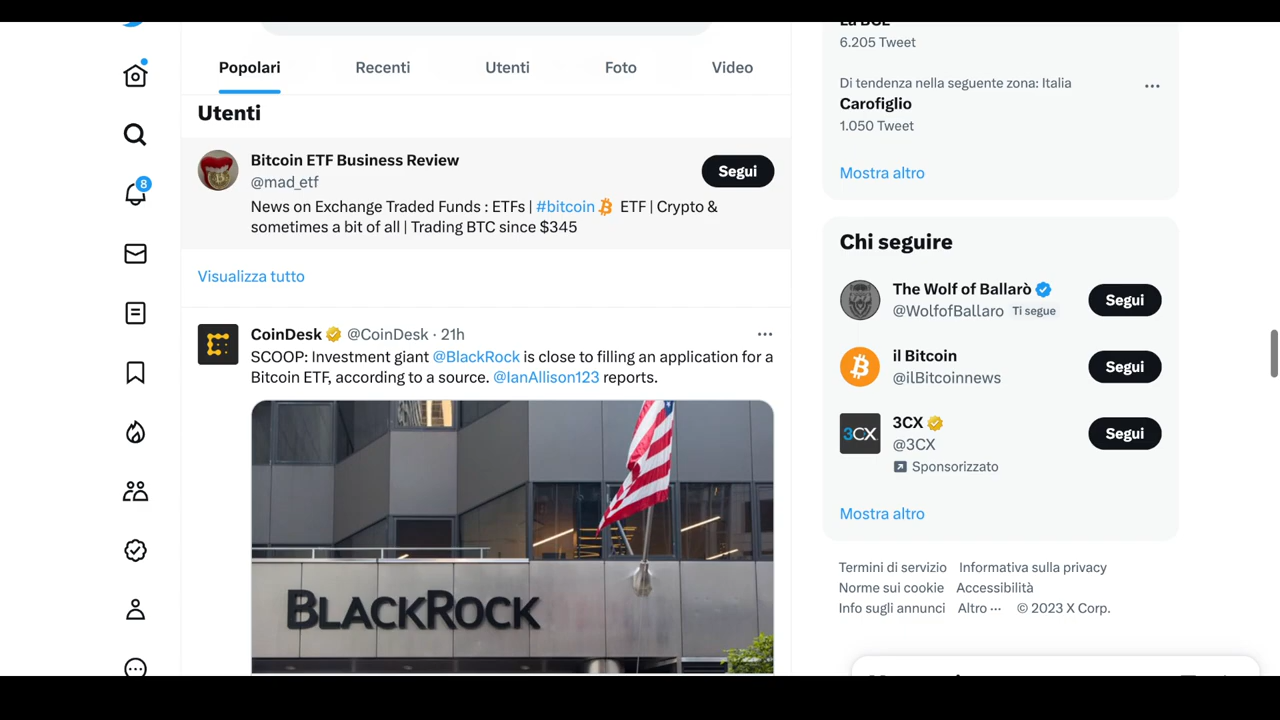 Popolari
Recenti
Utenti
Foto
Video
Utenti
Bitcoin ETF Business Review
@mad_etf
Segui
News on Exchange Traded Funds : ETFs | #bitcoin ETF | Crypto &
sometimes a bit of all | Trading BTC since $345
Visualizza tutto
CoinDesk @CoinDesk · 21h
SCOOP: Investment giant @BlackRock is close to filling an application for a
Bitcoin ETF, according to a source. @IanAllison123 reports.
BLACKROCK
8
La BCE
6.205 Tweet
Di tendenza nella seguente zona: Italia
Carofiglio
1.050 Tweet
Mostra altro
Chi seguire
The Wolf of Ballarò
@WolfofBallaro Ti segue
Segui
il Bitcoin
@ilBitcoinnews
Segui
3CX
3CX
@3CX
Segui
Sponsorizzato
Mostra altro
Termini di servizio Informativa sulla privacy
Norme sui cookie Accessibilità
Info sugli annunci Altro ··· © 2023 X Corp.